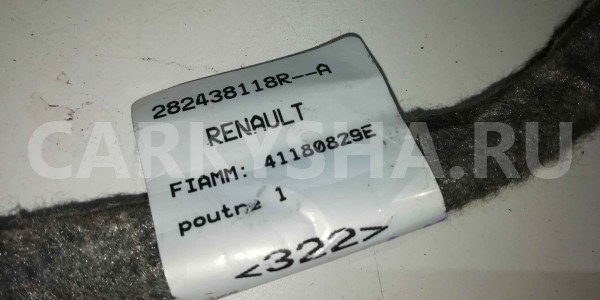 282438118R--A
RENAULT
FIAMM: 41180829E
poutre 1
<322>
CARKYSHA.RU